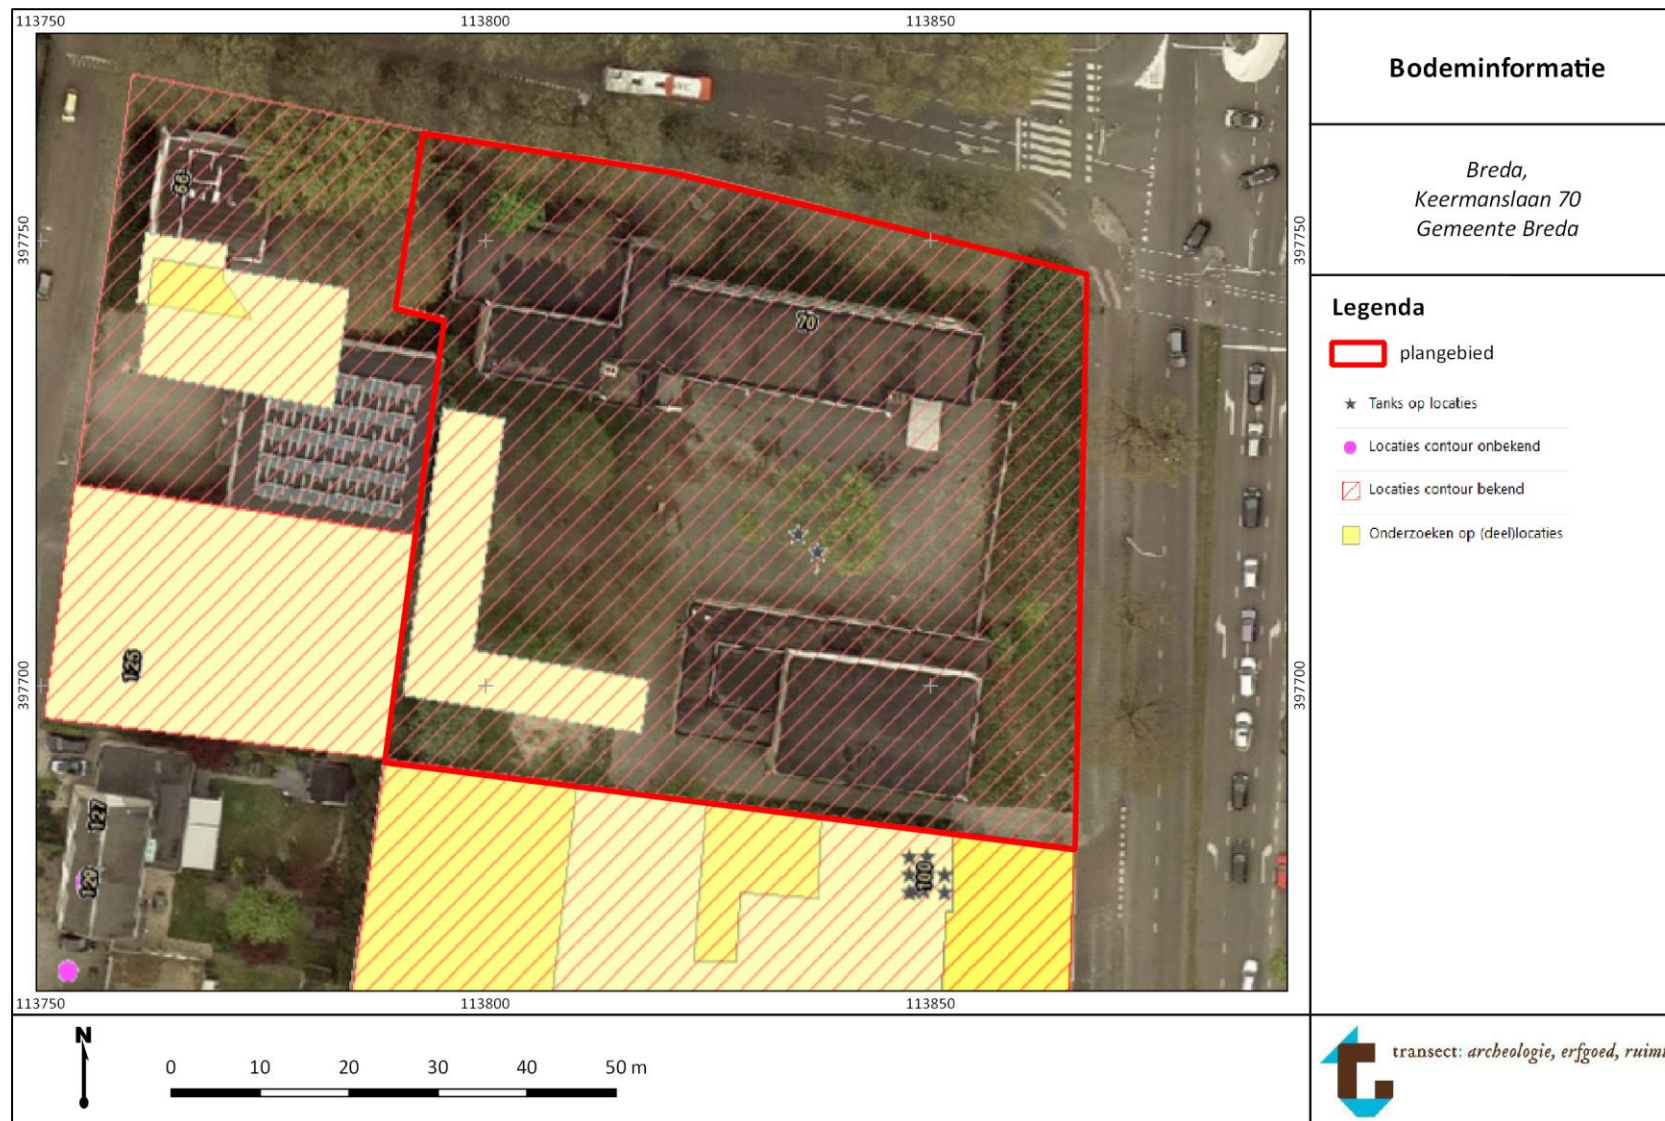 113750
113800
113850
397750
397750
397700
397700
66
70
125
127
129
100
113750
113800
113850
Bodeminformatie
Breda,
Keermanslaan 70
Gemeente Breda
Legenda
plangebied
Tanks op locaties
Locaties contour onbekend
Locaties contour bekend
Onderzoeken op (deel)locaties
N
0 10 20 30 40 50 m
transect: archeologie, erfgoed, ruimt